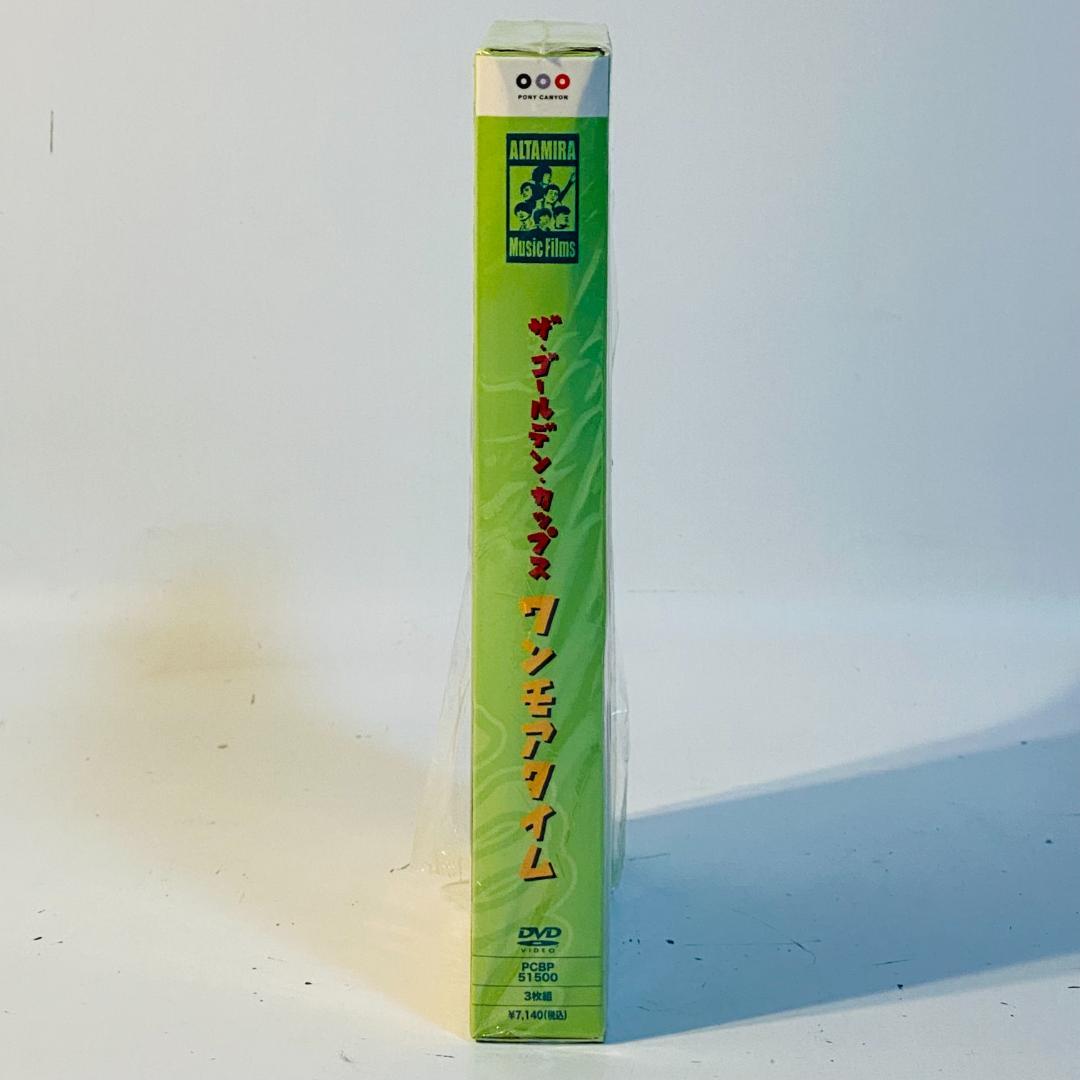 PONY CANYON
ALTAMIRA
Music Films
ザ・ゴールデン・カップス
ワンモアタイム
DVD
VIDEO
PCBP
51500
3枚組
¥7,140(税込)